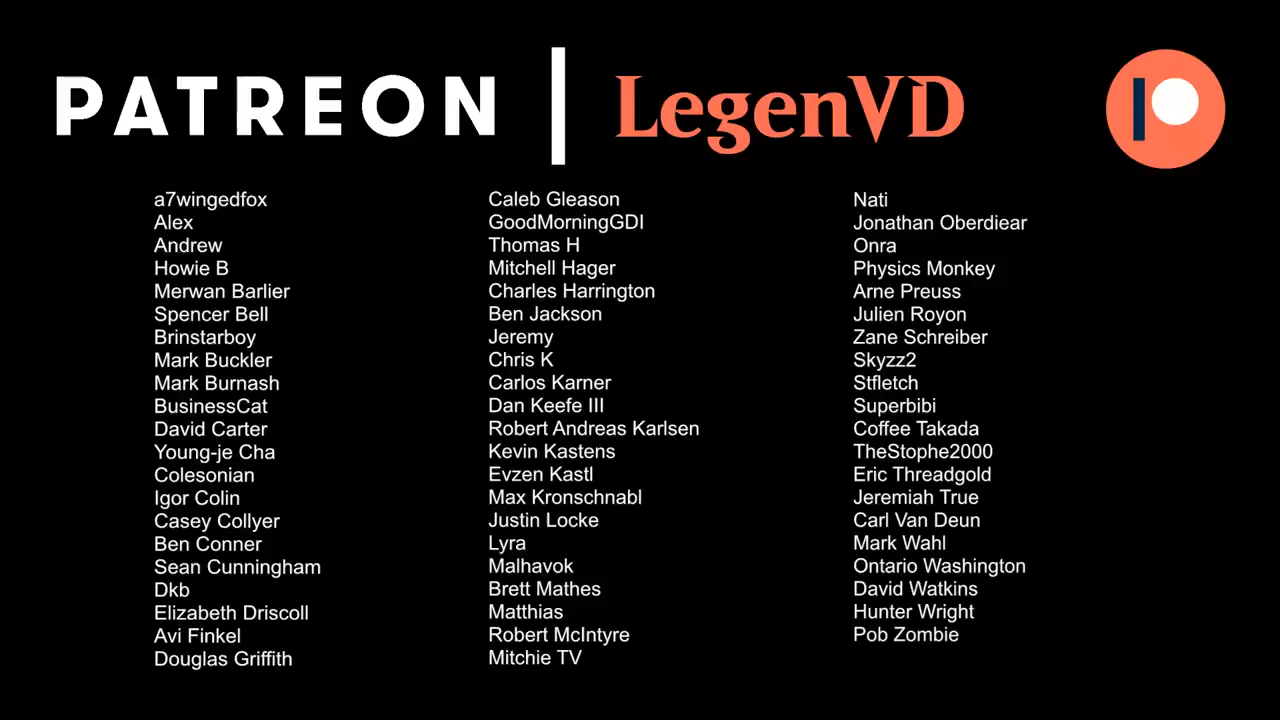 PATREON | LegenVD
a7wingedfox
Alex
Andrew
Howie B
Merwan Barlier
Spencer Bell
Brinstarboy
Mark Buckler
Mark Burnash
BusinessCat
David Carter
Young-je Cha
Colesonian
Igor Colin
Casey Collyer
Ben Conner
Sean Cunningham
Dkb
Elizabeth Driscoll
Avi Finkel
Douglas Griffith
Caleb Gleason
GoodMorningGDI
Thomas H
Mitchell Hager
Charles Harrington
Ben Jackson
Jeremy
Chris K
Carlos Karner
Dan Keefe III
Robert Andreas Karlsen
Kevin Kastens
Evzen Kastl
Max Kronschnabl
Justin Locke
Lyra
Malhavok
Brett Mathes
Matthias
Robert McIntyre
Mitchie TV
Nati
Jonathan Oberdiear
Onra
Physics Monkey
Arne Preuss
Julien Royon
Zane Schreiber
Skyzz2
Stfletch
Superbibi
Coffee Takada
TheStophe2000
Eric Threadgold
Jeremiah True
Carl Van Deun
Mark Wahl
Ontario Washington
David Watkins
Hunter Wright
Pob Zombie